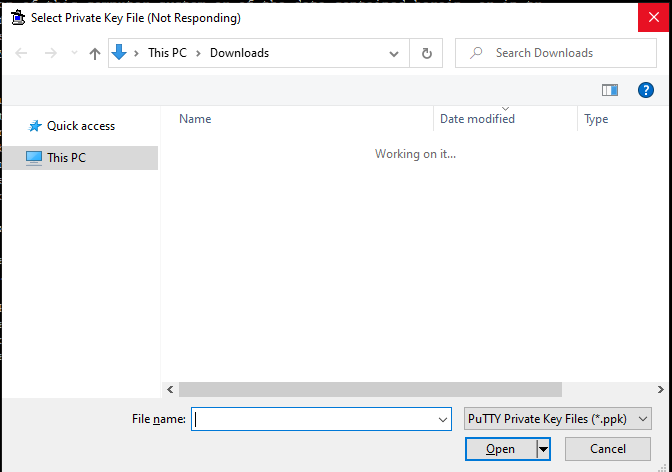 Select Private Key File (Not Responding)
This PC > Downloads
Search Downloads
Quick access
This PC
Name Date modified Type
Working on it...
File name:
PuTTY Private Key Files (*.ppk)
Open Cancel